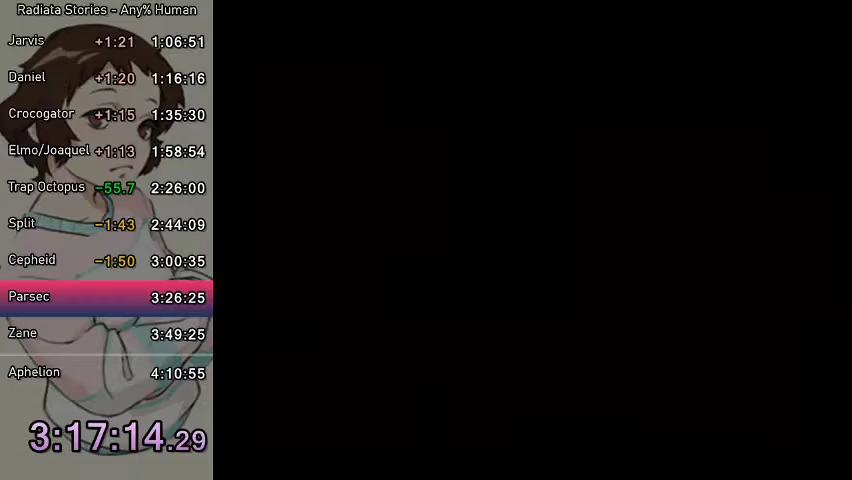 Radiata Stories - Any% Human
Jarvis +1:21 1:06:51
Daniel +1:20 1:16:16
Crocogator +1:15 1:35:30
Elmo/Joaquel +1:13 1:58:54
Trap Octopus -55.7 2:26:00
Split -1:43 2:44:09
Cepheid -1:50 3:00:35
Parsec 3:26:25
Zane 3:49:25
Aphelion 4:10:55
3:17:14.29